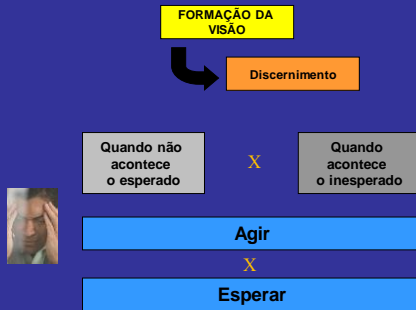 FORMAÇÃO DA
VISÃO
Discernimento
Quando não
acontece
o esperado
X
Quando
acontece
o inesperado
Agir
X
Esperar